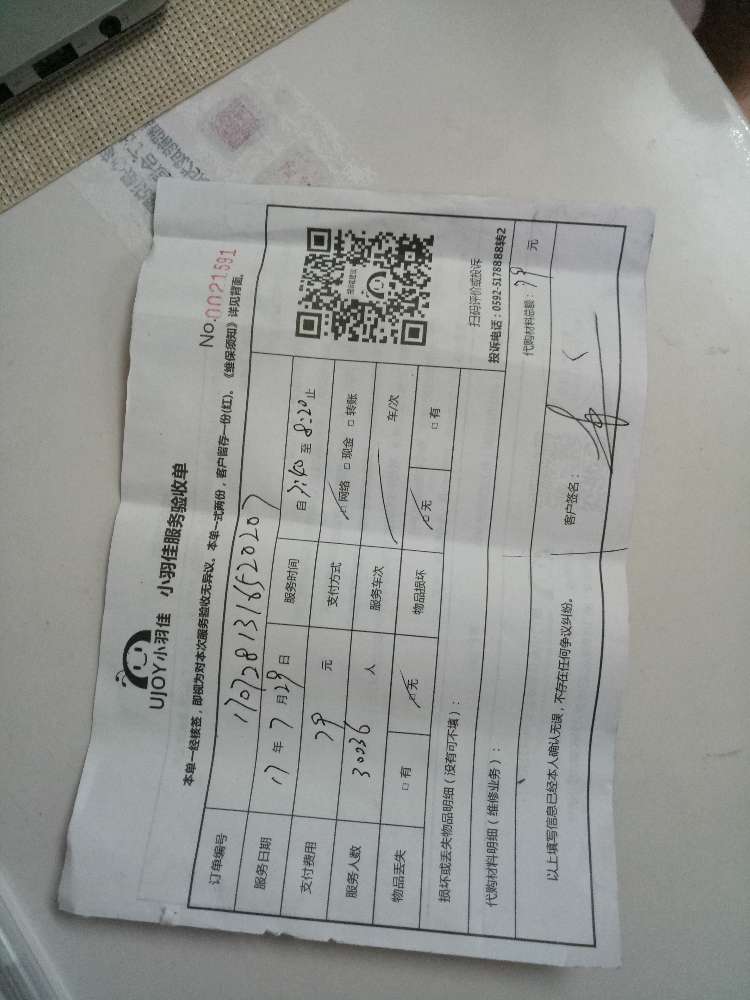 UJOY小羽佳 小羽佳服务验收单
No.0021591
本单一经核签，即视为对本次服务验收无异议。本单一式两份，客户留存一份(红)。《维保须知》详见背面。
订单编号 170728131652020 7
服务日期 17 年 7 月 29 日 服务时间 自 7:40 至 8:20 止
支付费用 79 元 支付方式 □网络 □现金 □转账
服务人数 30036 人 服务车次 车/次
物品丢失 □有 ☑无 物品损坏 ☑无 □有
扫码评价或投诉
投诉电话：0592-5178888转2
损坏或丢失物品明细（没有可不填）：
代购材料明细（维修业务）： 代购材料总额：79 元
以上填写信息已经本人确认无误，不存在任何争议纠纷。 客户签名：